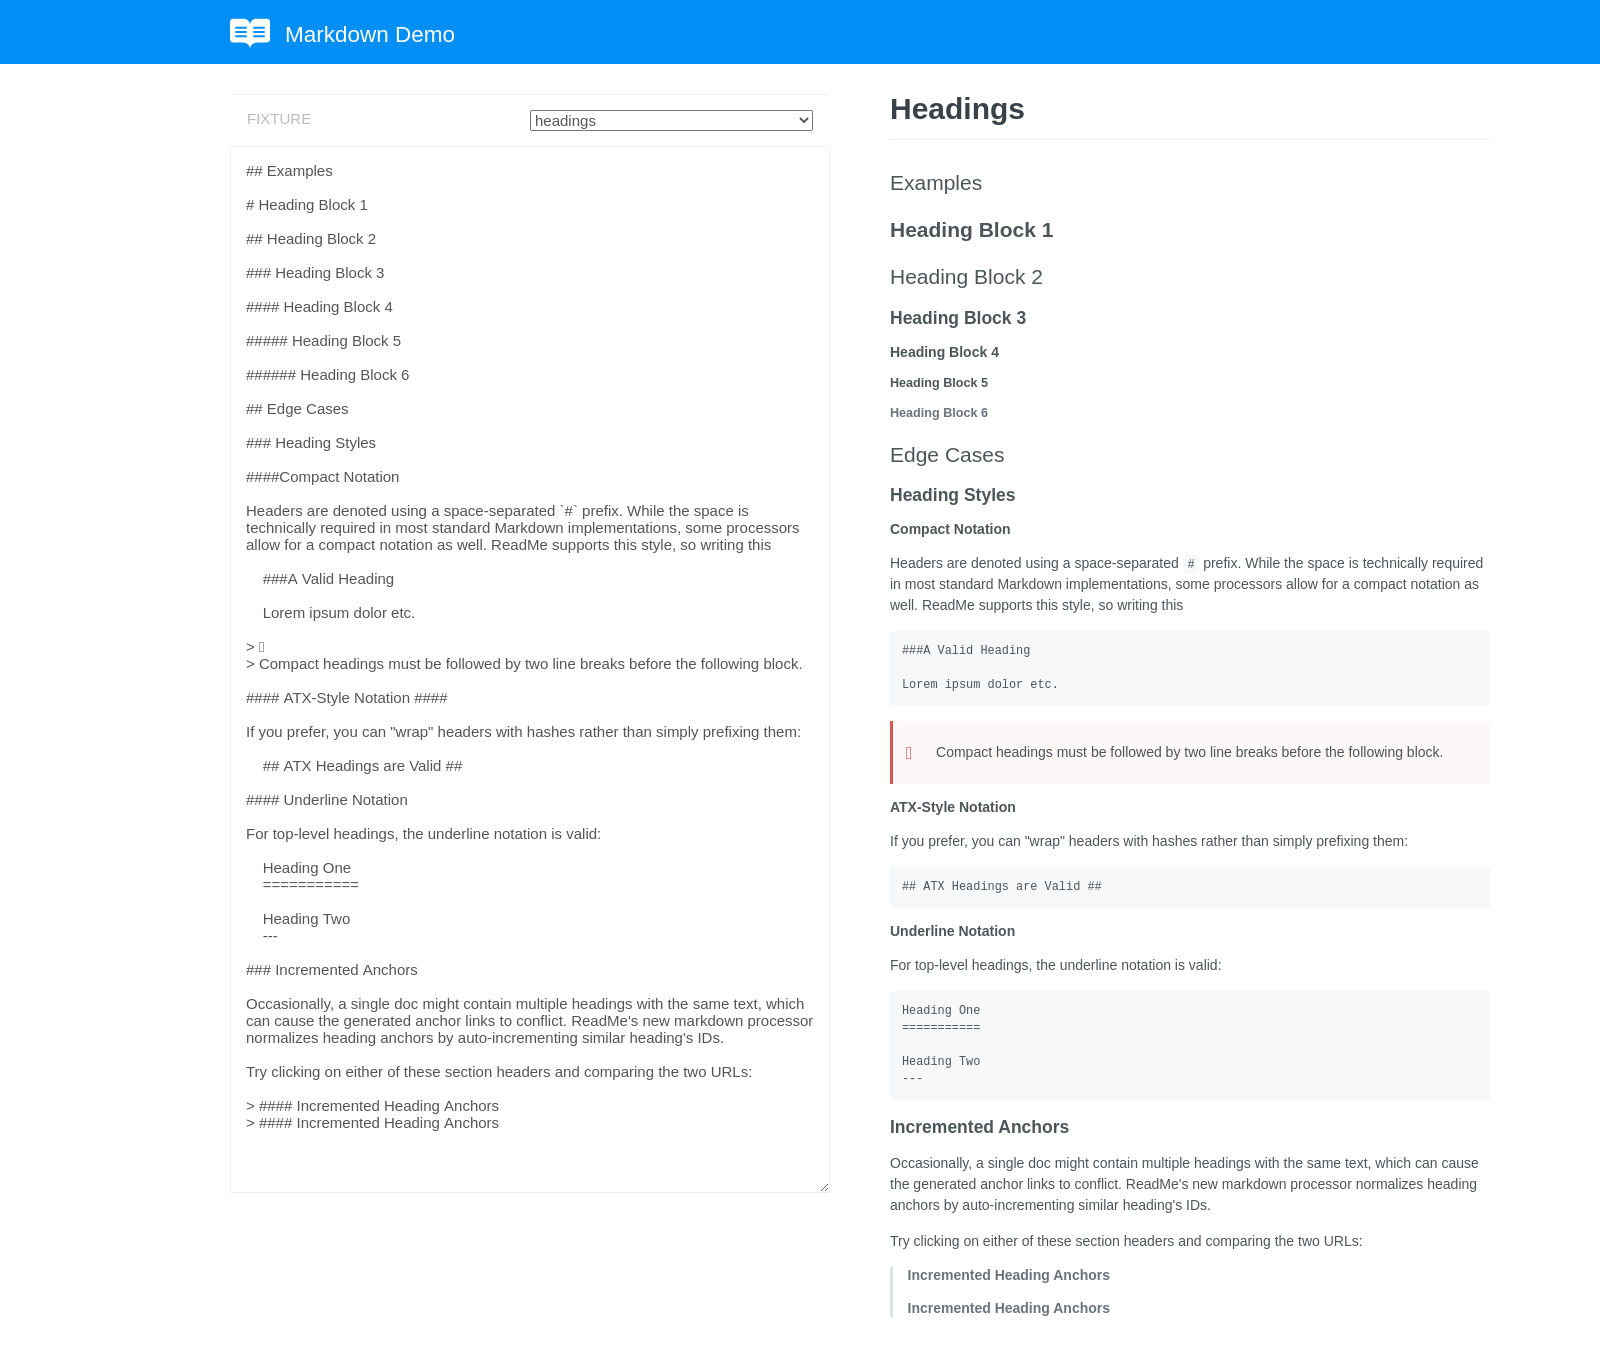 Markdown Demo
FIXTURE
headings
## Examples
# Heading Block 1
## Heading Block 2
### Heading Block 3
#### Heading Block 4
##### Heading Block 5
###### Heading Block 6
## Edge Cases
### Heading Styles
####Compact Notation
Headers are denoted using a space-separated `#` prefix. While the space is
technically required in most standard Markdown implementations, some processors
allow for a compact notation as well. ReadMe supports this style, so writing this
###A Valid Heading
Lorem ipsum dolor etc.
>
> Compact headings must be followed by two line breaks before the following block.
#### ATX-Style Notation ####
If you prefer, you can "wrap" headers with hashes rather than simply prefixing them:
## ATX Headings are Valid ##
#### Underline Notation
For top-level headings, the underline notation is valid:
Heading One
===========
Heading Two
---
### Incremented Anchors
Occasionally, a single doc might contain multiple headings with the same text, which
can cause the generated anchor links to conflict. ReadMe's new markdown processor
normalizes heading anchors by auto-incrementing similar heading's IDs.
Try clicking on either of these section headers and comparing the two URLs:
> #### Incremented Heading Anchors
> #### Incremented Heading Anchors
Headings
Examples
Heading Block 1
Heading Block 2
Heading Block 3
Heading Block 4
Heading Block 5
Heading Block 6
Edge Cases
Heading Styles
Compact Notation
Headers are denoted using a space-separated # prefix. While the space is technically required
in most standard Markdown implementations, some processors allow for a compact notation as
well. ReadMe supports this style, so writing this
###A Valid Heading
Lorem ipsum dolor etc.
Compact headings must be followed by two line breaks before the following block.
ATX-Style Notation
If you prefer, you can "wrap" headers with hashes rather than simply prefixing them:
## ATX Headings are Valid ##
Underline Notation
For top-level headings, the underline notation is valid:
Heading One
===========
Heading Two
---
Incremented Anchors
Occasionally, a single doc might contain multiple headings with the same text, which can cause
the generated anchor links to conflict. ReadMe's new markdown processor normalizes heading
anchors by auto-incrementing similar heading's IDs.
Try clicking on either of these section headers and comparing the two URLs:
Incremented Heading Anchors
Incremented Heading Anchors